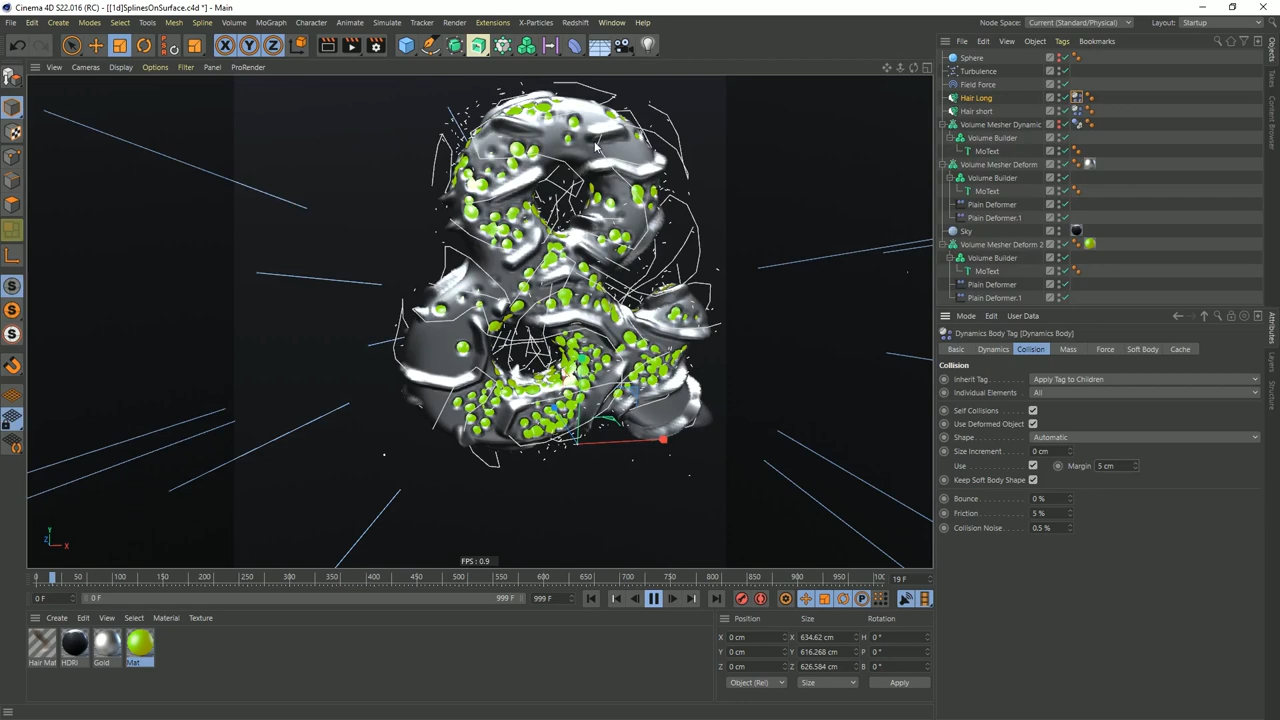 Cinema 4D S22.016 (RC) - [[1d]SplinesOnSurface.c4d *] - Main
File Edit Create Modes Select Tools Mesh Spline Volume MoGraph Character Animate Simulate Tracker Render Extensions X-Particles Redshift Window Help Node Space: Current (Standard/Physical) Layout: Startup
View Cameras Display Options Filter Panel ProRender
File Edit View Object Tags Bookmarks
Sphere
Turbulence
Field Force
Hair Long
Hair short
Volume Mesher Dynamic
Volume Builder
MoText
Volume Mesher Deform
Volume Builder
MoText
Plain Deformer
Plain Deformer.1
Sky
Volume Mesher Deform 2
Volume Builder
MoText
Plain Deformer
Plain Deformer.1
Objects
Takes
Content Browser
Mode Edit User Data
Dynamics Body Tag [Dynamics Body]
Basic Dynamics Collision Mass Force Soft Body Cache
Collision
Inherit Tag Apply Tag to Children
Individual Elements All
Self Collisions
Use Deformed Object
Shape Automatic
Size Increment 0 cm
Use Margin 5 cm
Keep Soft Body Shape
Bounce 0 %
Friction 5 %
Collision Noise 0.5 %
Attributes
Layers
Structure
Y
Z X
FPS : 0.9
0 50 100 150 200 250 300 350 400 450 500 550 600 650 700 750 800 850 900 950 100 19 F
0 F 0 F 999 F 999 F
Create Edit View Select Material Texture
Hair Mat HDRI Gold Mat
Position Size Rotation
X 0 cm X 634.62 cm H 0 °
Y 0 cm Y 616.268 cm P 0 °
Z 0 cm Z 626.584 cm B 0 °
Object (Rel) Size Apply